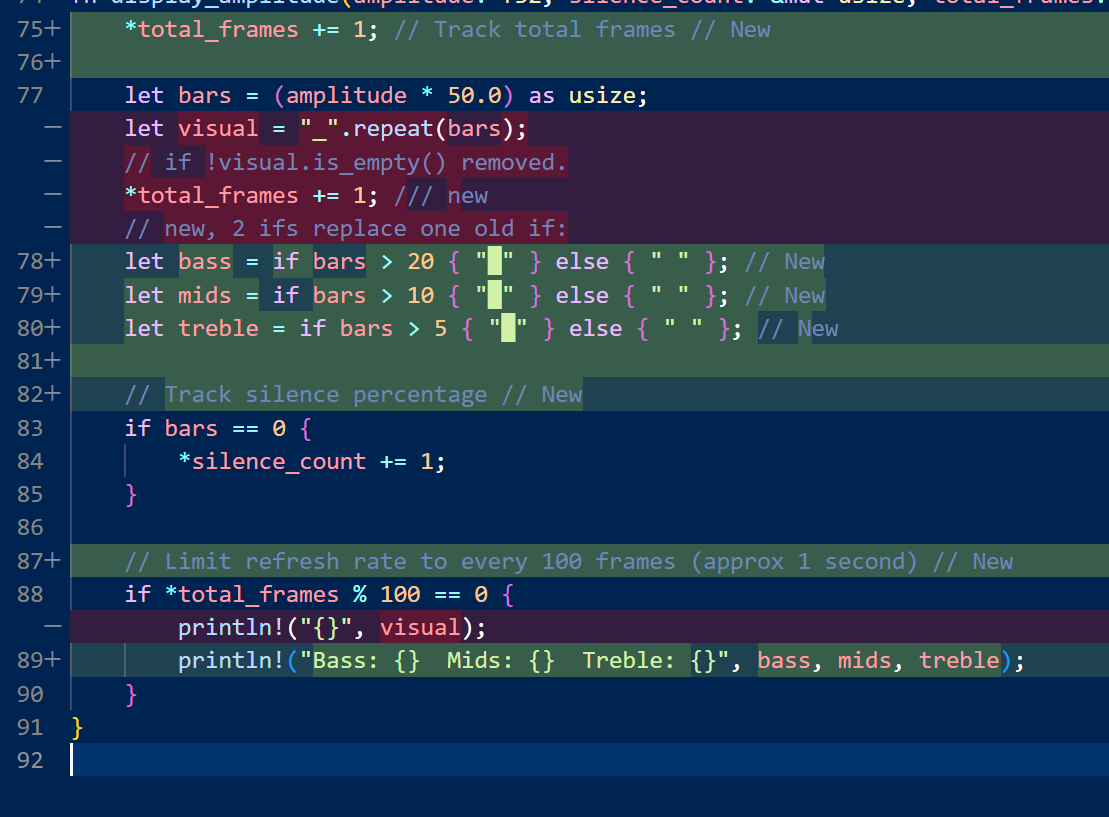 75+ *total_frames += 1; // Track total frames // New
76+
77 let bars = (amplitude * 50.0) as usize;
— let visual = "_".repeat(bars);
— // if !visual.is_empty() removed.
— *total_frames += 1; /// new
— // new, 2 ifs replace one old if:
78+ let bass = if bars > 20 { "█" } else { " " }; // New
79+ let mids = if bars > 10 { "█" } else { " " }; // New
80+ let treble = if bars > 5 { "█" } else { " " }; // New
81+
82+ // Track silence percentage // New
83 if bars == 0 {
84 *silence_count += 1;
85 }
86
87+ // Limit refresh rate to every 100 frames (approx 1 second) // New
88 if *total_frames % 100 == 0 {
— println!("{}", visual);
89+ println!("Bass: {}  Mids: {}  Treble: {}", bass, mids, treble);
90 }
91 }
92